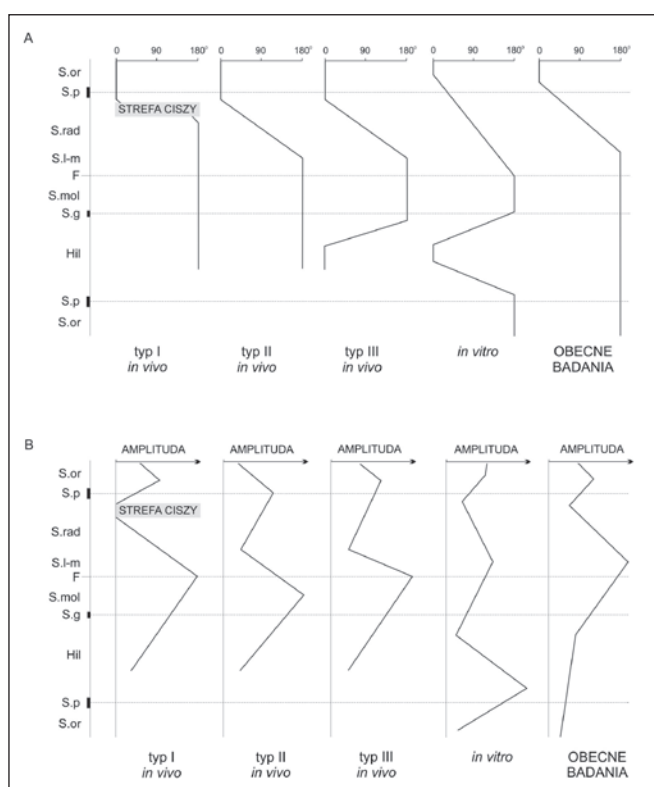 A
0 90 180° 0 90 180° 0 90 180° 0 90 180° 0 90 180°
S.or
S.p
STREFA CISZY
S.rad
S.l-m
F
S.mol
S.g
Hil
S.p
S.or
typ I typ II typ III in vitro OBECNE
in vivo in vivo in vivo BADANIA
B
AMPLITUDA AMPLITUDA AMPLITUDA AMPLITUDA AMPLITUDA
S.or
S.p
STREFA CISZY
S.rad
S.l-m
F
S.mol
S.g
Hil
S.p
S.or
typ I typ II typ III in vitro OBECNE
in vivo in vivo in vivo BADANIA